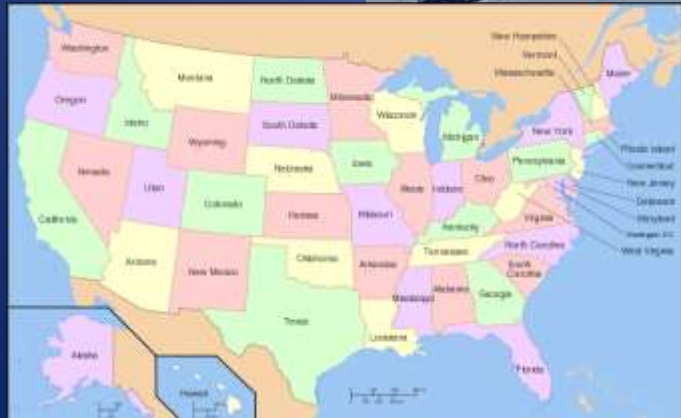 New Hampshire
Vermont
Massachusetts
Washington
Montana
North Dakota
Minnesota
Maine
Oregon
Idaho
South Dakota
Wisconsin
Michigan
New York
Wyoming
Rhode Island
Connecticut
Nevada
Nebraska
Iowa
Pennsylvania
New Jersey
Utah
Illinois
Indiana
Ohio
Delaware
California
Colorado
Kansas
Missouri
Kentucky
Virginia
Maryland
Washington, D.C.
West Virginia
Arizona
New Mexico
Oklahoma
Arkansas
Tennessee
North Carolina
South
Carolina
Texas
Mississippi
Alabama
Georgia
Louisiana
Florida
Alaska
Hawaii